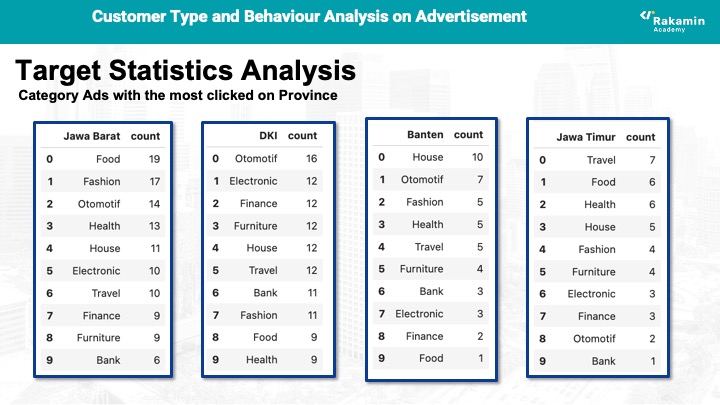 Customer Type and Behaviour Analysis on Advertisement
Rakamin
Academy
Target Statistics Analysis
Category Ads with the most clicked on Province
Jawa Barat count
0 Food 19
1 Fashion 17
2 Otomotif 14
3 Health 13
4 House 11
5 Electronic 10
6 Travel 10
7 Finance 9
8 Furniture 9
9 Bank 6
DKI count
0 Otomotif 16
1 Electronic 12
2 Finance 12
3 Furniture 12
4 House 12
5 Travel 12
6 Bank 11
7 Fashion 11
8 Food 9
9 Health 9
Banten count
0 House 10
1 Otomotif 7
2 Fashion 5
3 Health 5
4 Travel 5
5 Furniture 4
6 Bank 3
7 Electronic 3
8 Finance 2
9 Food 1
Jawa Timur count
0 Travel 7
1 Food 6
2 Health 6
3 House 5
4 Fashion 4
5 Furniture 4
6 Electronic 3
7 Finance 3
8 Otomotif 2
9 Bank 1